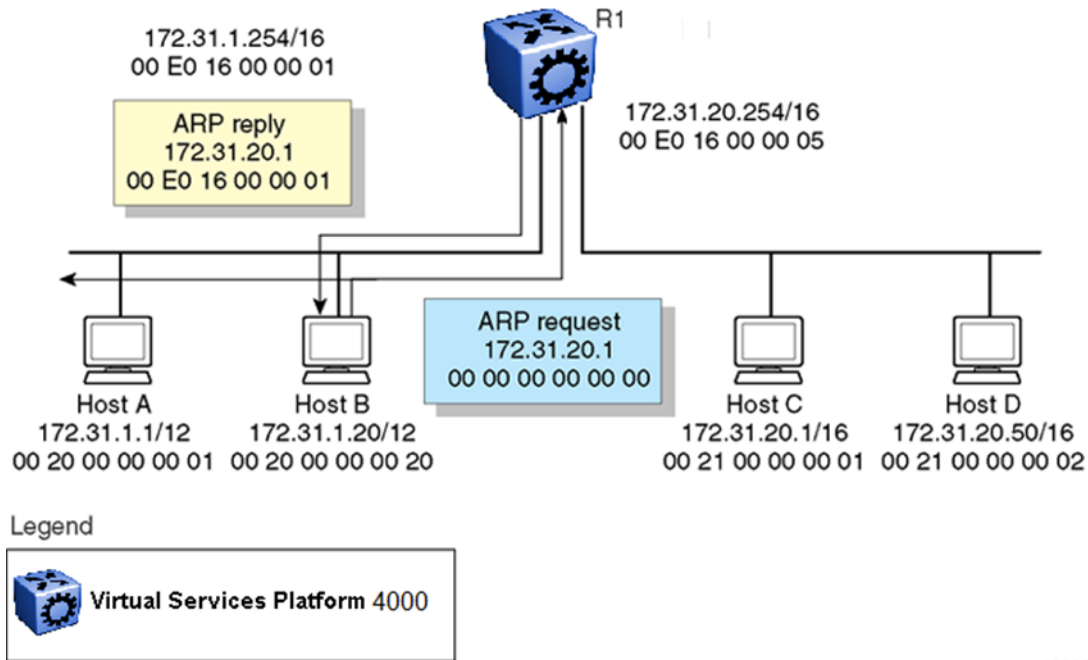 R1
172.31.1.254/16
00 E0 16 00 00 01
172.31.20.254/16
00 E0 16 00 00 05
ARP reply
172.31.20.1
00 E0 16 00 00 01
ARP request
172.31.20.1
00 00 00 00 00 00
Host A
172.31.1.1/12
00 20 00 00 00 01
Host B
172.31.1.20/12
00 20 00 00 00 20
Host C
172.31.20.1/16
00 21 00 00 00 01
Host D
172.31.20.50/16
00 21 00 00 00 02
Legend
Virtual Services Platform 4000